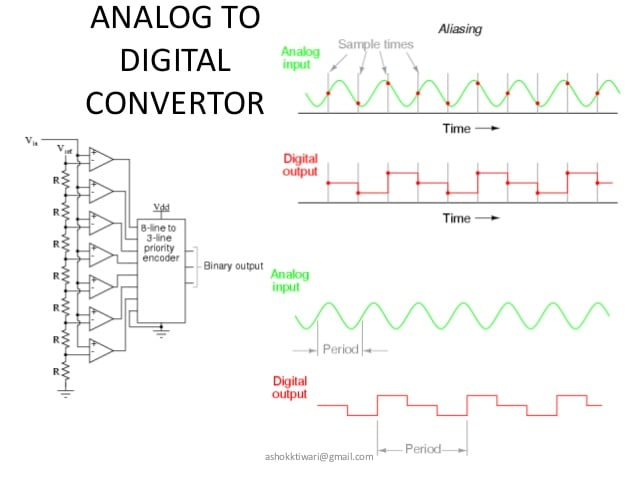 ANALOG TO
DIGITAL
CONVERTOR
Aliasing
Analog
input
Sample times
Time
Digital
output
Time
Vin
Vref
R
R
R
R
R
R
R
Vdd
8-line to
3-line
priority
encoder
Binary output
+
-
+
-
+
-
+
-
+
-
+
-
+
-
Analog
input
Period
Digital
output
Period
ashokktiwari@gmail.com